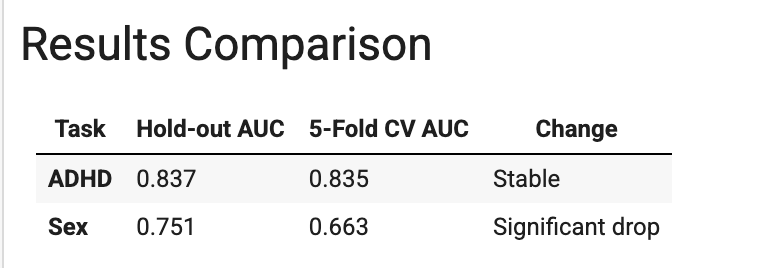 Results Comparison
Task Hold-out AUC 5-Fold CV AUC Change
ADHD 0.837 0.835 Stable
Sex 0.751 0.663 Significant drop